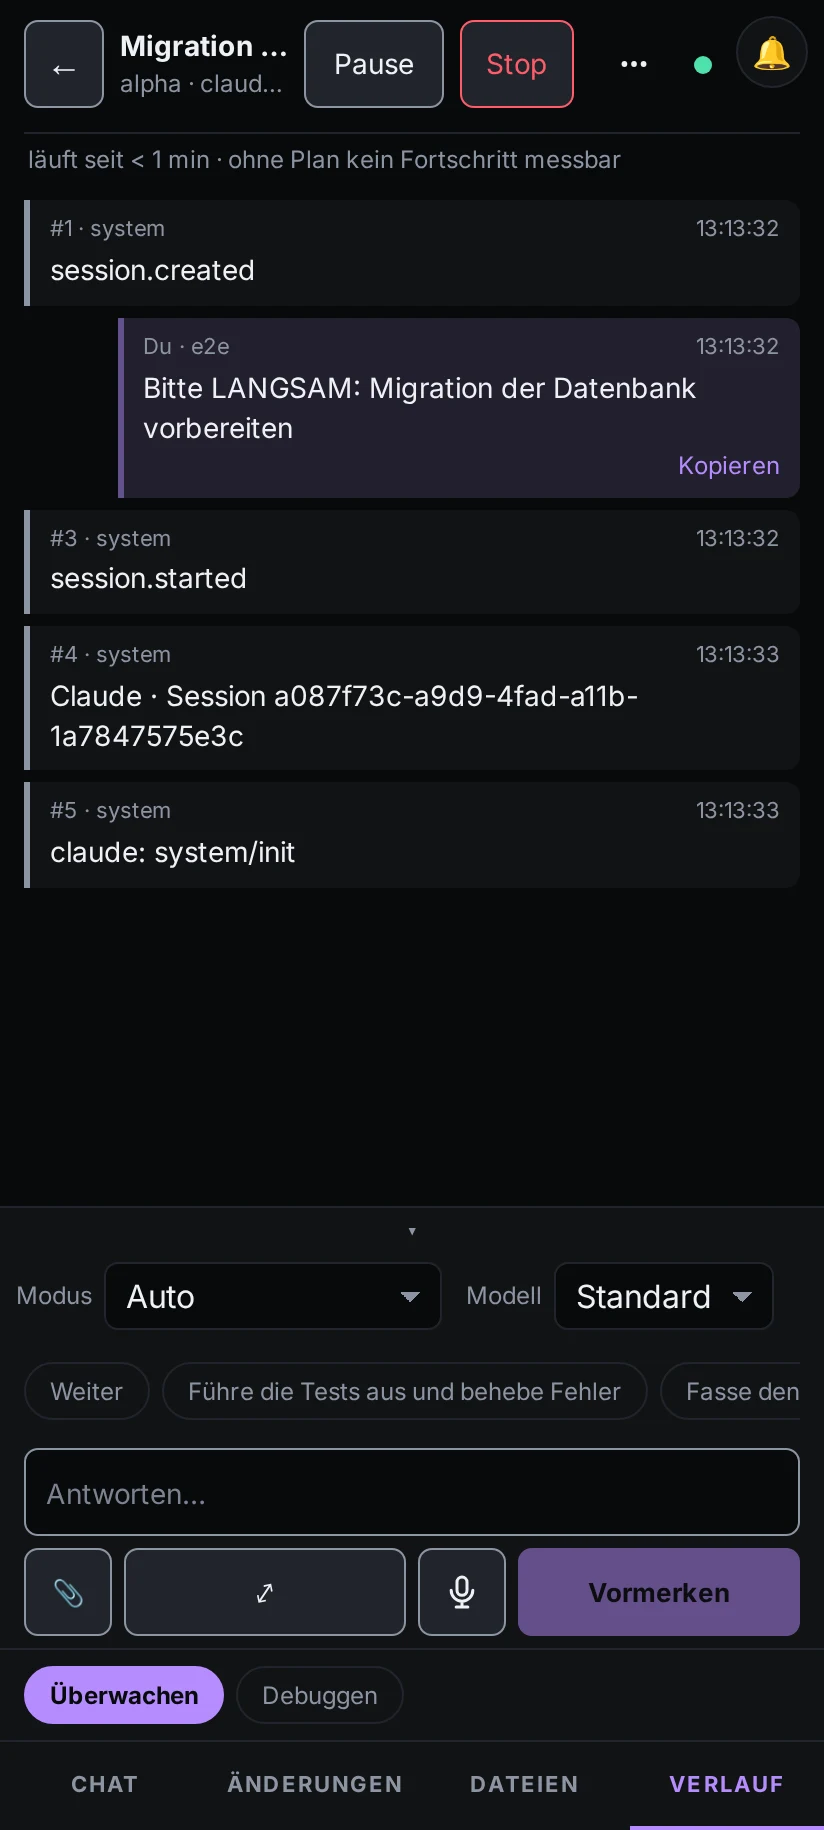 ←
Migration ...
alpha · claud...
Pause
Stop
...
läuft seit < 1 min · ohne Plan kein Fortschritt messbar
#1 · system 13:13:32
session.created
Du · e2e 13:13:32
Bitte LANGSAM: Migration der Datenbank
vorbereiten
Kopieren
#3 · system 13:13:32
session.started
#4 · system 13:13:33
Claude · Session a087f73c-a9d9-4fad-a11b-
1a7847575e3c
#5 · system 13:13:33
claude: system/init
Modus Auto Modell Standard
Weiter Führe die Tests aus und behebe Fehler Fasse den
Antworten...
Vormerken
Überwachen Debuggen
CHAT ÄNDERUNGEN DATEIEN VERLAUF